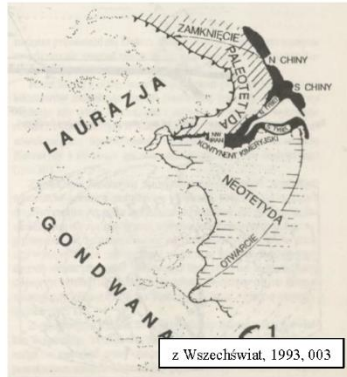 ZAMKNIĘCIE
PALEOTETYDA
N CHINY
S CHINY
LAURAZJA
KONTYNENT KIMERYJSKI
NEOTETYDA
OTWARCIE
GONDWANA
z Wszechświat, 1993, 003